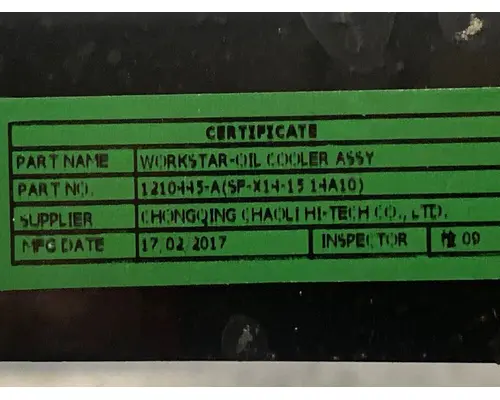 CERTIFICATE
PART NAME WORKSTAR-OIL COOLER ASSY
PART NO. 1210445-A(SP-X14-15 14A10)
SUPPLIER CHONGQING CHAOLI HI-TECH CO., LTD.
MFG DATE 17/02/2017 INSPECTOR 检 09